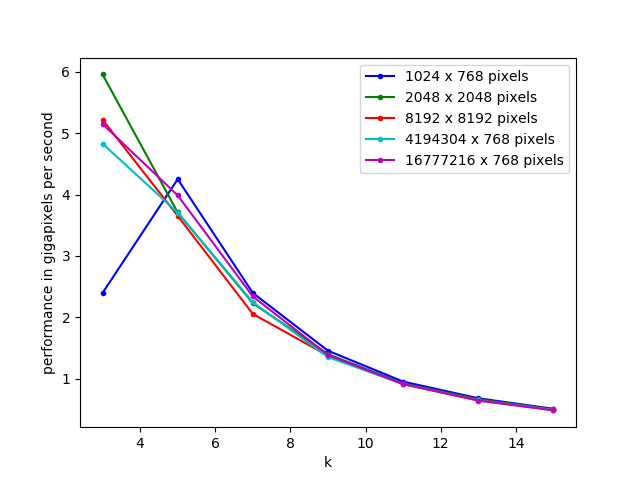 1024 x 768 pixels
2048 x 2048 pixels
8192 x 8192 pixels
4194304 x 768 pixels
16777216 x 768 pixels
performance in gigapixels per second
6
5
4
3
2
1
4 6 8 10 12 14
k